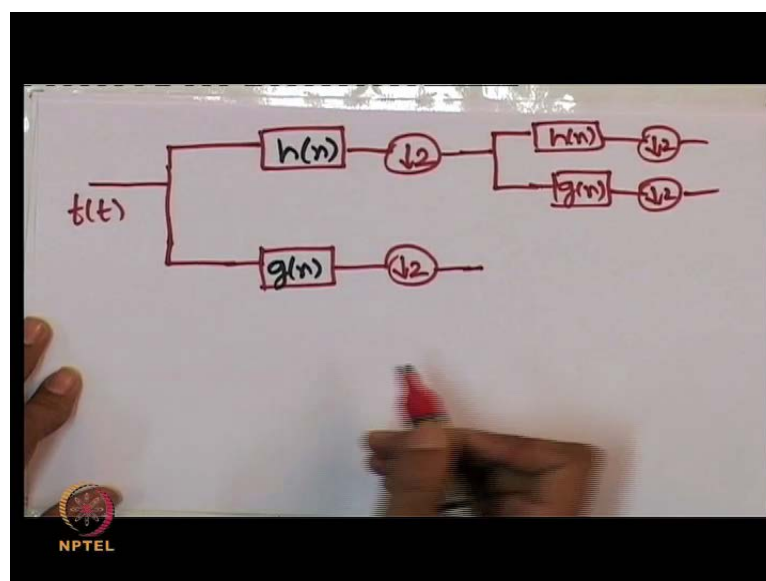 h(n) ↓2 h(n) ↓2
f(t) g(n) ↓2
g(n) ↓2
NPTEL